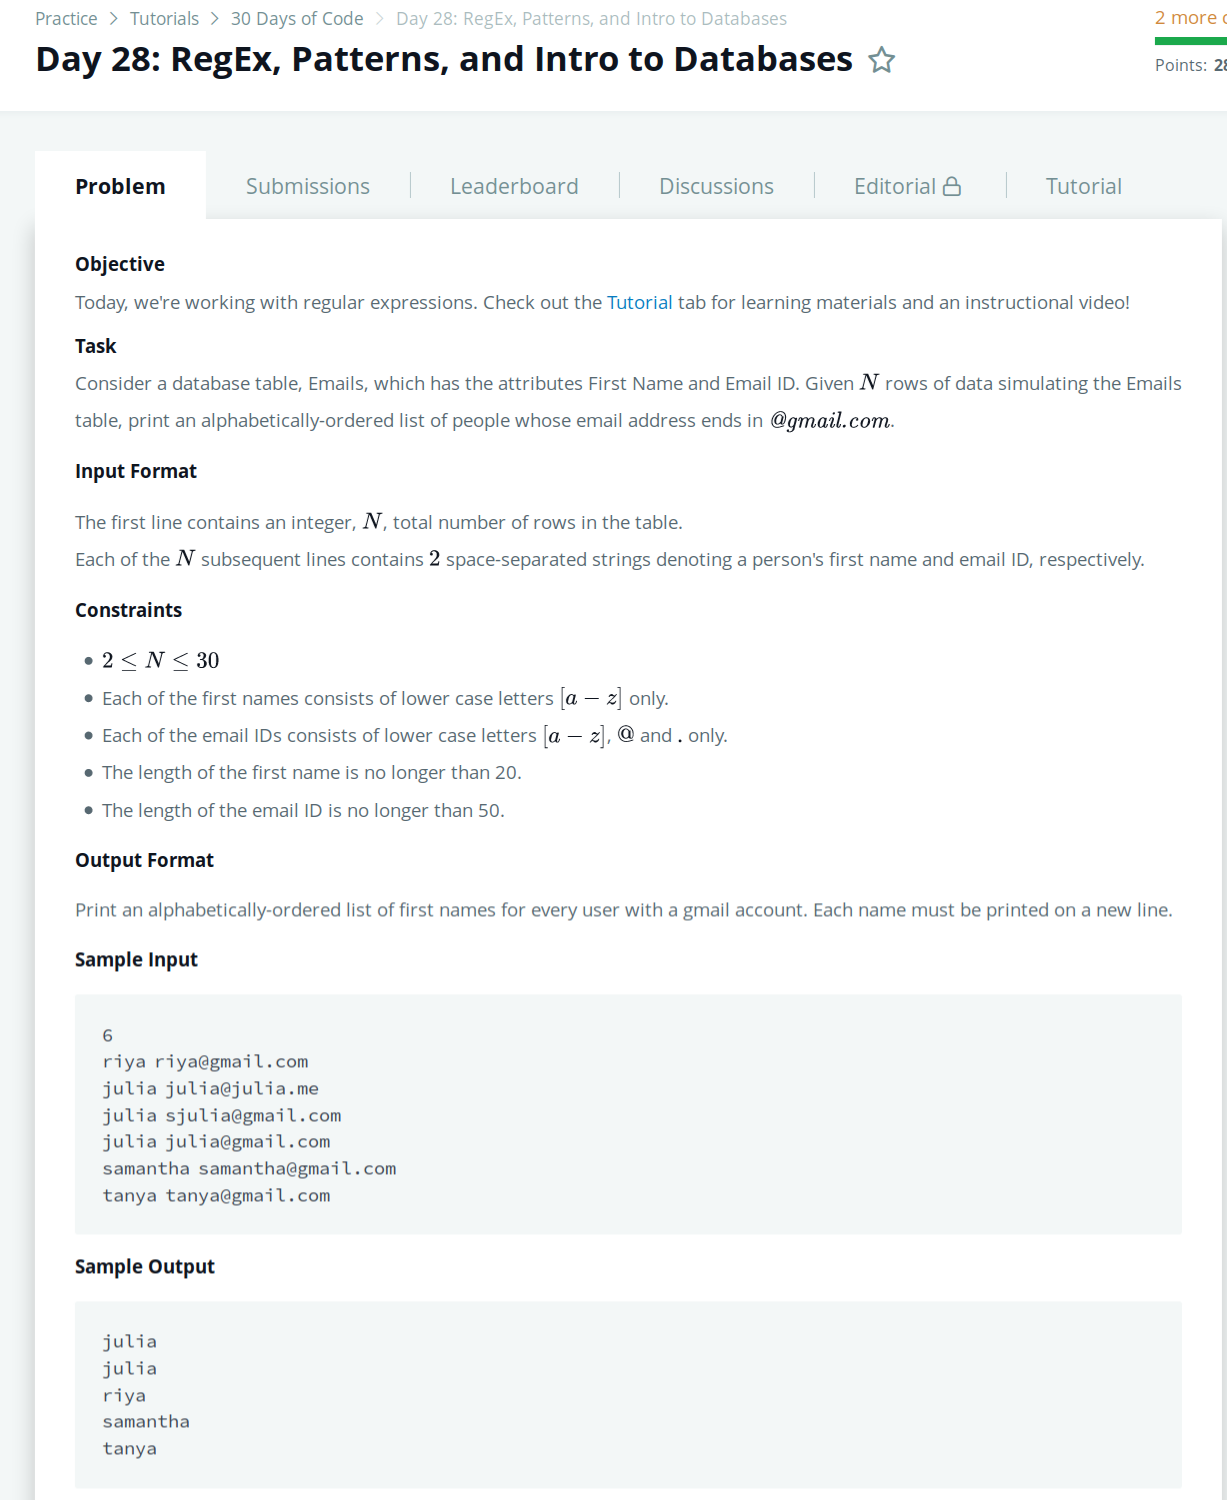 Practice > Tutorials > 30 Days of Code > Day 28: RegEx, Patterns, and Intro to Databases
2 more
Day 28: RegEx, Patterns, and Intro to Databases
Points: 28
Problem
Submissions
Leaderboard
Discussions
Editorial
Tutorial
Objective
Today, we're working with regular expressions. Check out the Tutorial tab for learning materials and an instructional video!
Task
Consider a database table, Emails, which has the attributes First Name and Email ID. Given N rows of data simulating the Emails
table, print an alphabetically-ordered list of people whose email address ends in @gmail.com.
Input Format
The first line contains an integer, N, total number of rows in the table.
Each of the N subsequent lines contains 2 space-separated strings denoting a person's first name and email ID, respectively.
Constraints
• 2 ≤ N ≤ 30
• Each of the first names consists of lower case letters [a − z] only.
• Each of the email IDs consists of lower case letters [a − z], @ and . only.
• The length of the first name is no longer than 20.
• The length of the email ID is no longer than 50.
Output Format
Print an alphabetically-ordered list of first names for every user with a gmail account. Each name must be printed on a new line.
Sample Input
6
riya riya@gmail.com
julia julia@julia.me
julia sjulia@gmail.com
julia julia@gmail.com
samantha samantha@gmail.com
tanya tanya@gmail.com
Sample Output
julia
julia
riya
samantha
tanya